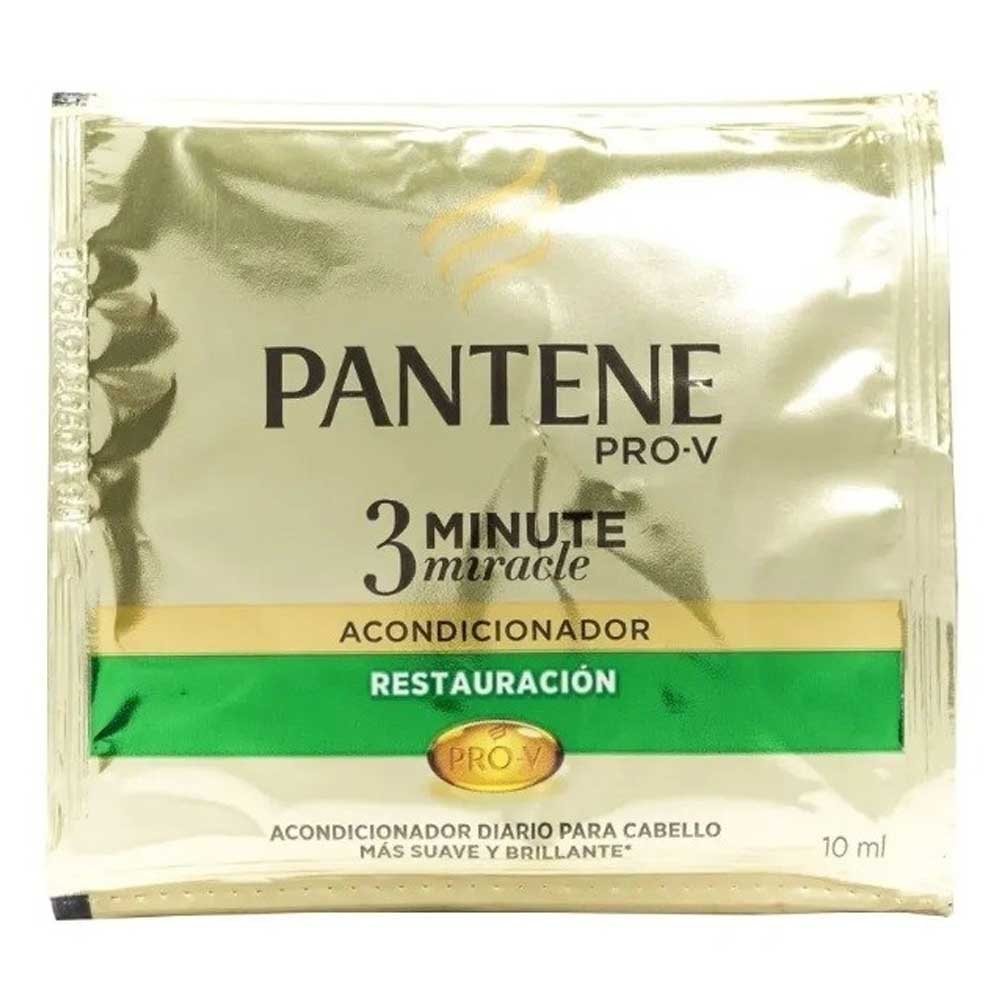 PANTENE
PRO-V
3 MINUTE
miracle
ACONDICIONADOR
RESTAURACIÓN
PRO-V
ACONDICIONADOR DIARIO PARA CABELLO
MÁS SUAVE Y BRILLANTE*
10 ml